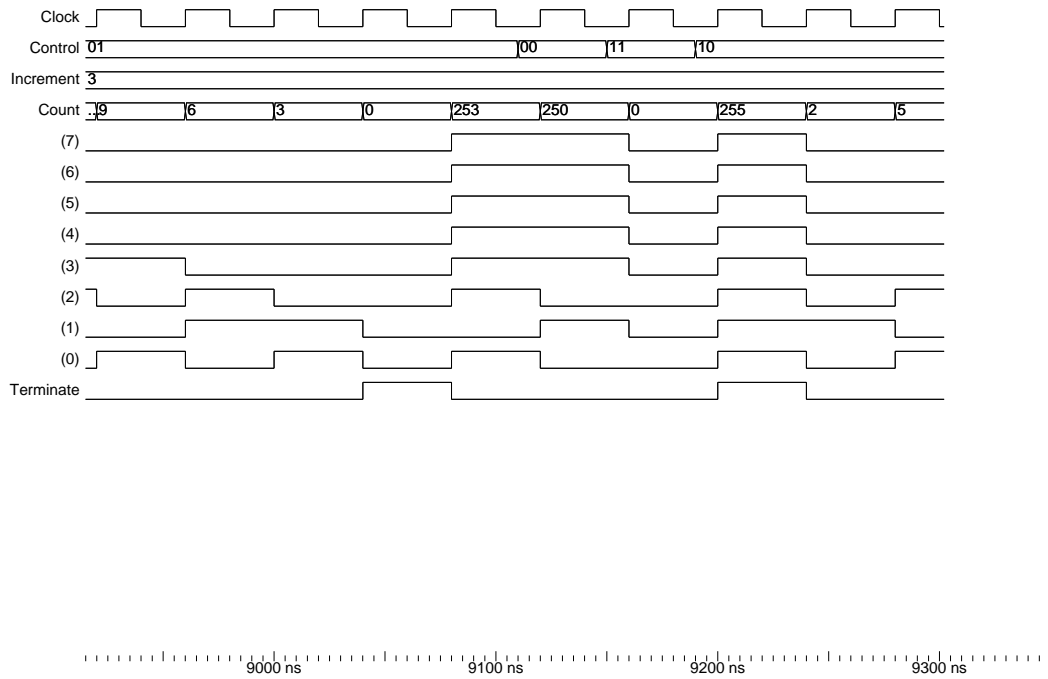 Clock
Control 01 00 11 10
Increment 3
Count ...9 6 3 0 253 250 0 255 2 5
(7)
(6)
(5)
(4)
(3)
(2)
(1)
(0)
Terminate
9000 ns 9100 ns 9200 ns 9300 ns